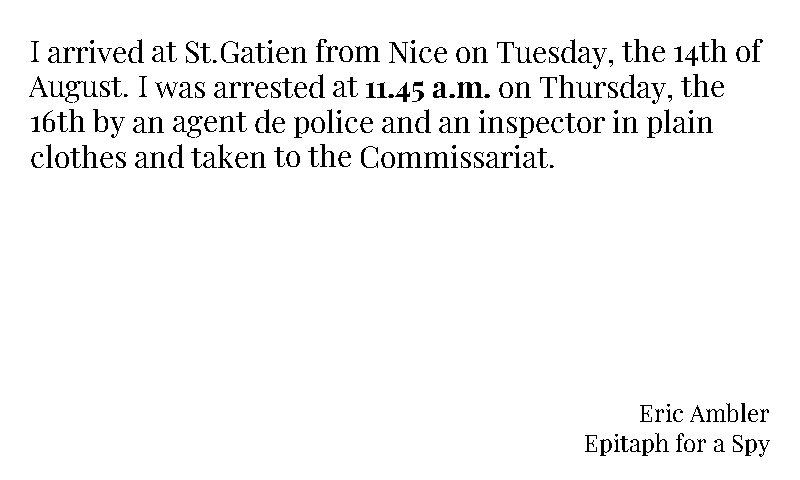 I arrived at St.Gatien from Nice on Tuesday, the 14th of
August. I was arrested at 11.45 a.m. on Thursday, the
16th by an agent de police and an inspector in plain
clothes and taken to the Commissariat.
Eric Ambler
Epitaph for a Spy